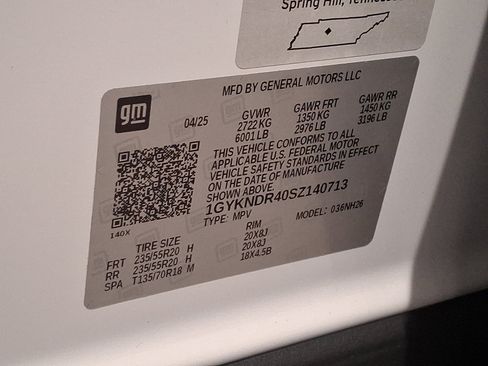 Spring Hill, Tennessee
MFD BY GENERAL MOTORS LLC
gm
04/25
GVWR GAWR FRT GAWR RR
2722 KG 1350 KG 1450 KG
6001 LB 2976 LB 3196 LB
THIS VEHICLE CONFORMS TO ALL
APPLICABLE U.S. FEDERAL MOTOR
VEHICLE SAFETY STANDARDS IN EFFECT
ON THE DATE OF MANUFACTURE
SHOWN ABOVE.
1GYKNDR40SZ140713
TYPE: MPV MODEL: 036NH26
140X
TIRE SIZE RIM
FRT 235/55R20 H 20X8J
RR 235/55R20 H 20X8J
SPA T135/70R18 M 18X4.5B